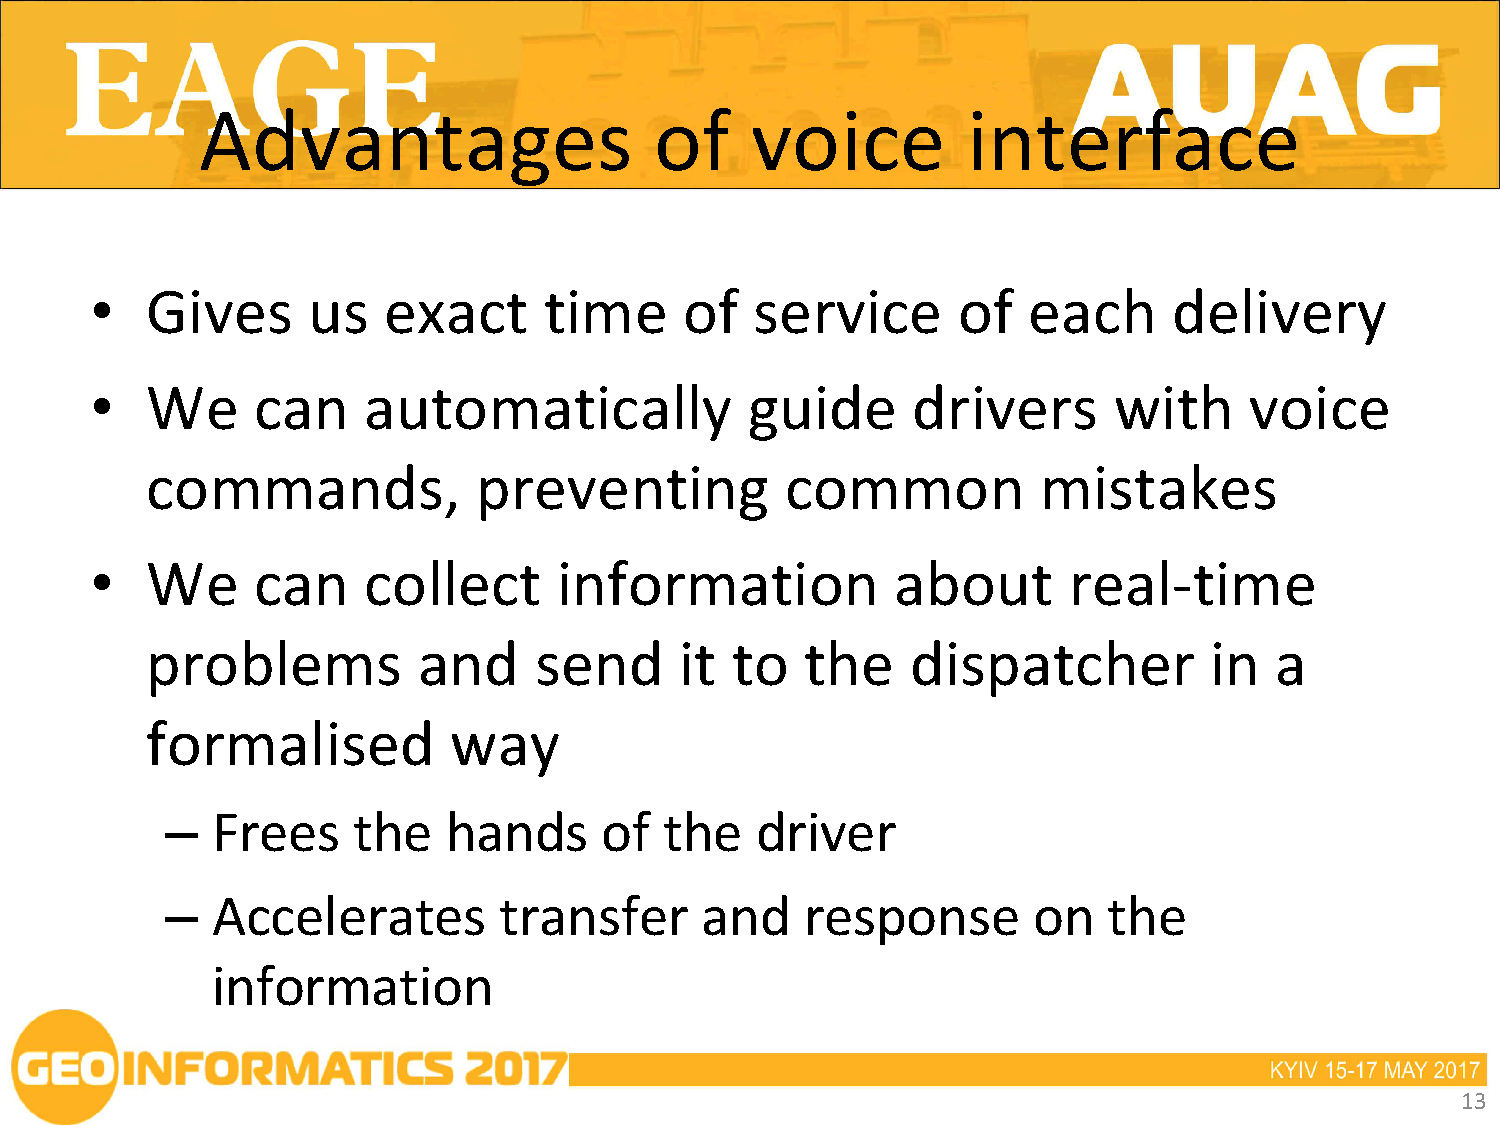 EAGE
AUAG
Advantages of voice interface
• Gives us exact time of service of each delivery
• We can automatically guide drivers with voice
commands, preventing common mistakes
• We can collect information about real-time
problems and send it to the dispatcher in a
formalised way
– Frees the hands of the driver
– Accelerates transfer and response on the
information
GEOINFORMATICS 2017
KYIV 15-17 MAY 2017
13